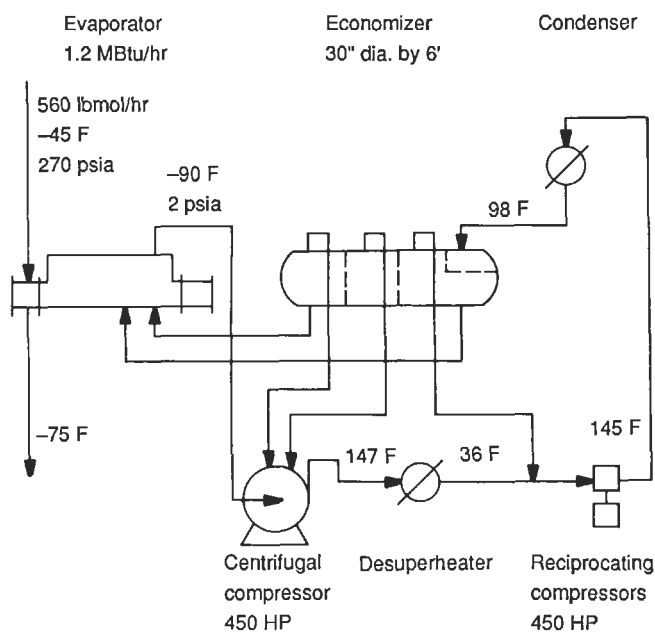 Evaporator
1.2 MBtu/hr
Economizer
30" dia. by 6'
Condenser
560 lbmol/hr
–45 F
270 psia
–90 F
2 psia
98 F
–75 F
147 F
36 F
145 F
Centrifugal
compressor
450 HP
Desuperheater
Reciprocating
compressors
450 HP